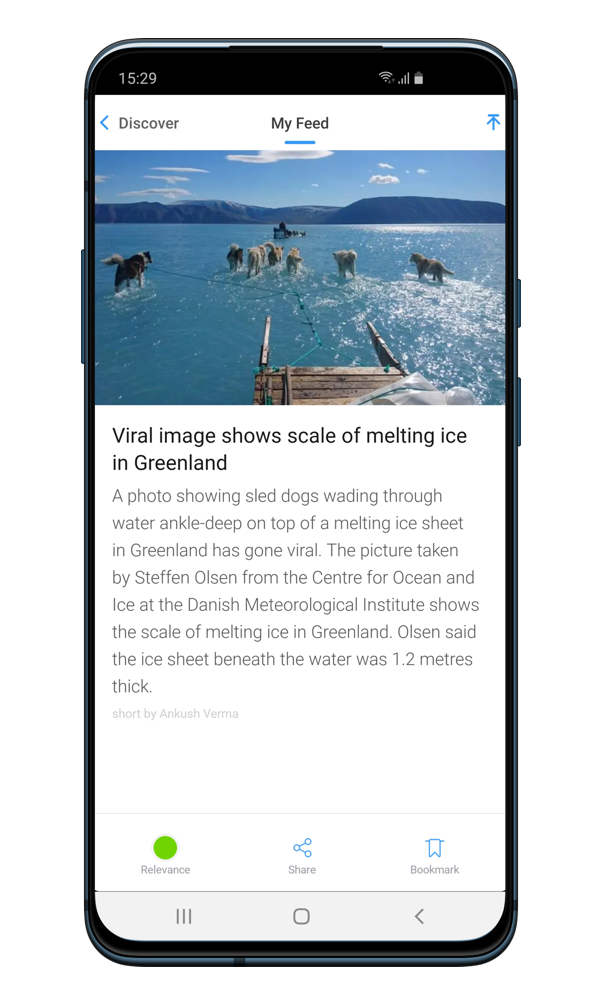 15:29
Discover
My Feed
Viral image shows scale of melting ice
in Greenland
A photo showing sled dogs wading through
water ankle-deep on top of a melting ice sheet
in Greenland has gone viral. The picture taken
by Steffen Olsen from the Centre for Ocean and
Ice at the Danish Meteorological Institute shows
the scale of melting ice in Greenland. Olsen said
the ice sheet beneath the water was 1.2 metres
thick.
short by Ankush Verma
Relevance
Share
Bookmark